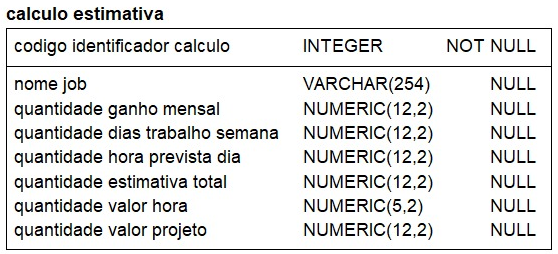 calculo estimativa
codigo identificador calculo INTEGER NOT NULL
nome job VARCHAR(254) NULL
quantidade ganho mensal NUMERIC(12,2) NULL
quantidade dias trabalho semana NUMERIC(12,2) NULL
quantidade hora prevista dia NUMERIC(12,2) NULL
quantidade estimativa total NUMERIC(12,2) NULL
quantidade valor hora NUMERIC(5,2) NULL
quantidade valor projeto NUMERIC(12,2) NULL